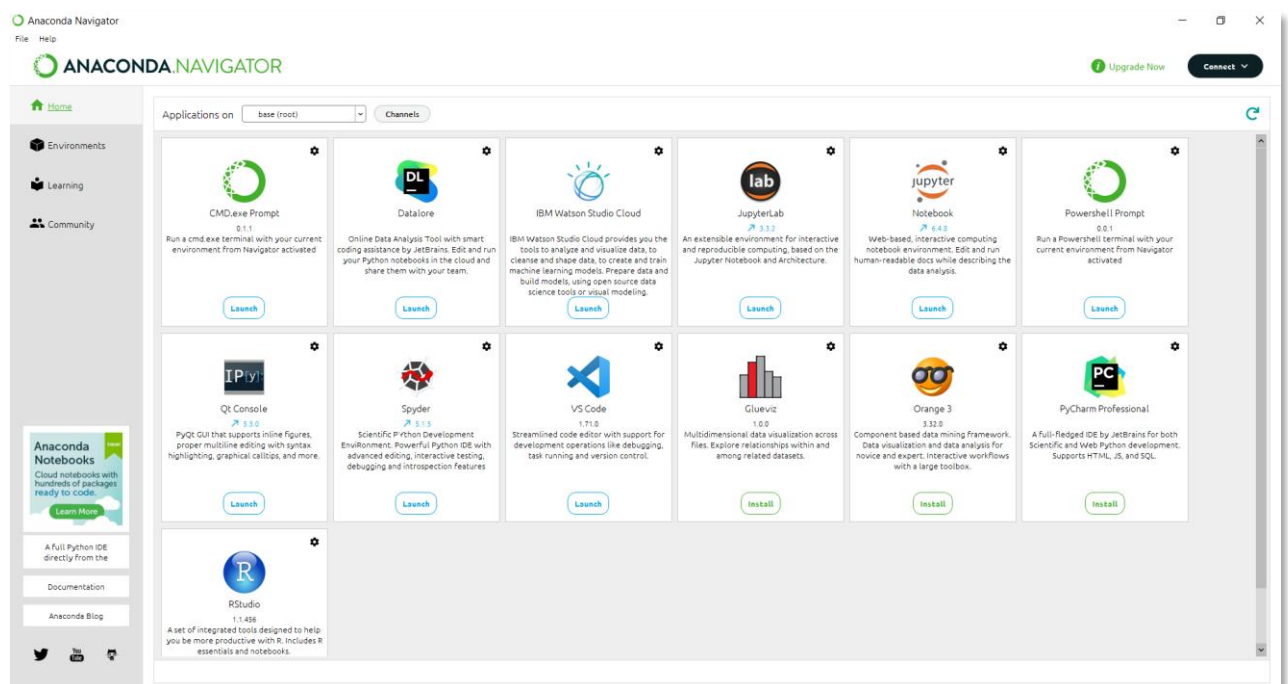 Anaconda Navigator
File Help
ANACONDA.NAVIGATOR
i Upgrade Now
Connect
Home
Environments
Learning
Community
Applications on base (root) Channels
CMD.exe Prompt
0.1.1
Run a cmd.exe terminal with your current
environment from Navigator activated
Launch
DL
Datalore
Online Data Analysis Tool with smart
coding assistance by JetBrains. Edit and run
your Python notebooks in the cloud and
share them with your team.
Launch
IBM Watson Studio Cloud
IBM Watson Studio Cloud provides you the
tools to analyze and visualize data, to
cleanse and shape data, to create and train
machine learning models. Prepare data and
build models, using open source data
science tools or visual modeling.
Launch
lab
JupyterLab
3.3.2
An extensible environment for interactive
and reproducible computing, based on the
Jupyter Notebook and Architecture.
Launch
jupyter
Notebook
6.4.8
Web-based, interactive computing
notebook environment. Edit and run
human-readable docs while describing the
data analysis.
Launch
Powershell Prompt
0.0.1
Run a Powershell terminal with your
current environment from Navigator
activated
Launch
IP[y]:
Qt Console
5.3.0
PyQt GUI that supports inline figures,
proper multiline editing with syntax
highlighting, graphical calltips, and more.
Launch
Spyder
5.1.5
Scientific Python Development
EnviRonment. Powerful Python IDE with
advanced editing, interactive testing,
debugging and introspection features
Launch
VS Code
1.71.0
Streamlined code editor with support for
development operations like debugging,
task running and version control.
Launch
Glueviz
1.0.0
Multidimensional data visualization across
files. Explore relationships within and
among related datasets.
Install
Orange 3
3.32.0
Component based data mining framework.
Data visualization and data analysis for
novice and expert. Interactive workflows
with a large toolbox.
Install
PC
PyCharm Professional
A full-fledged IDE by JetBrains for both
Scientific and Web Python development.
Supports HTML, JS, and SQL.
Install
R
RStudio
1.1.456
A set of integrated tools designed to help
you be more productive with R. Includes R
essentials and notebooks.
Anaconda
Notebooks
Cloud notebooks with
hundreds of packages
ready to code.
Learn More
A full Python IDE
directly from the
Documentation
Anaconda Blog
You
Tube